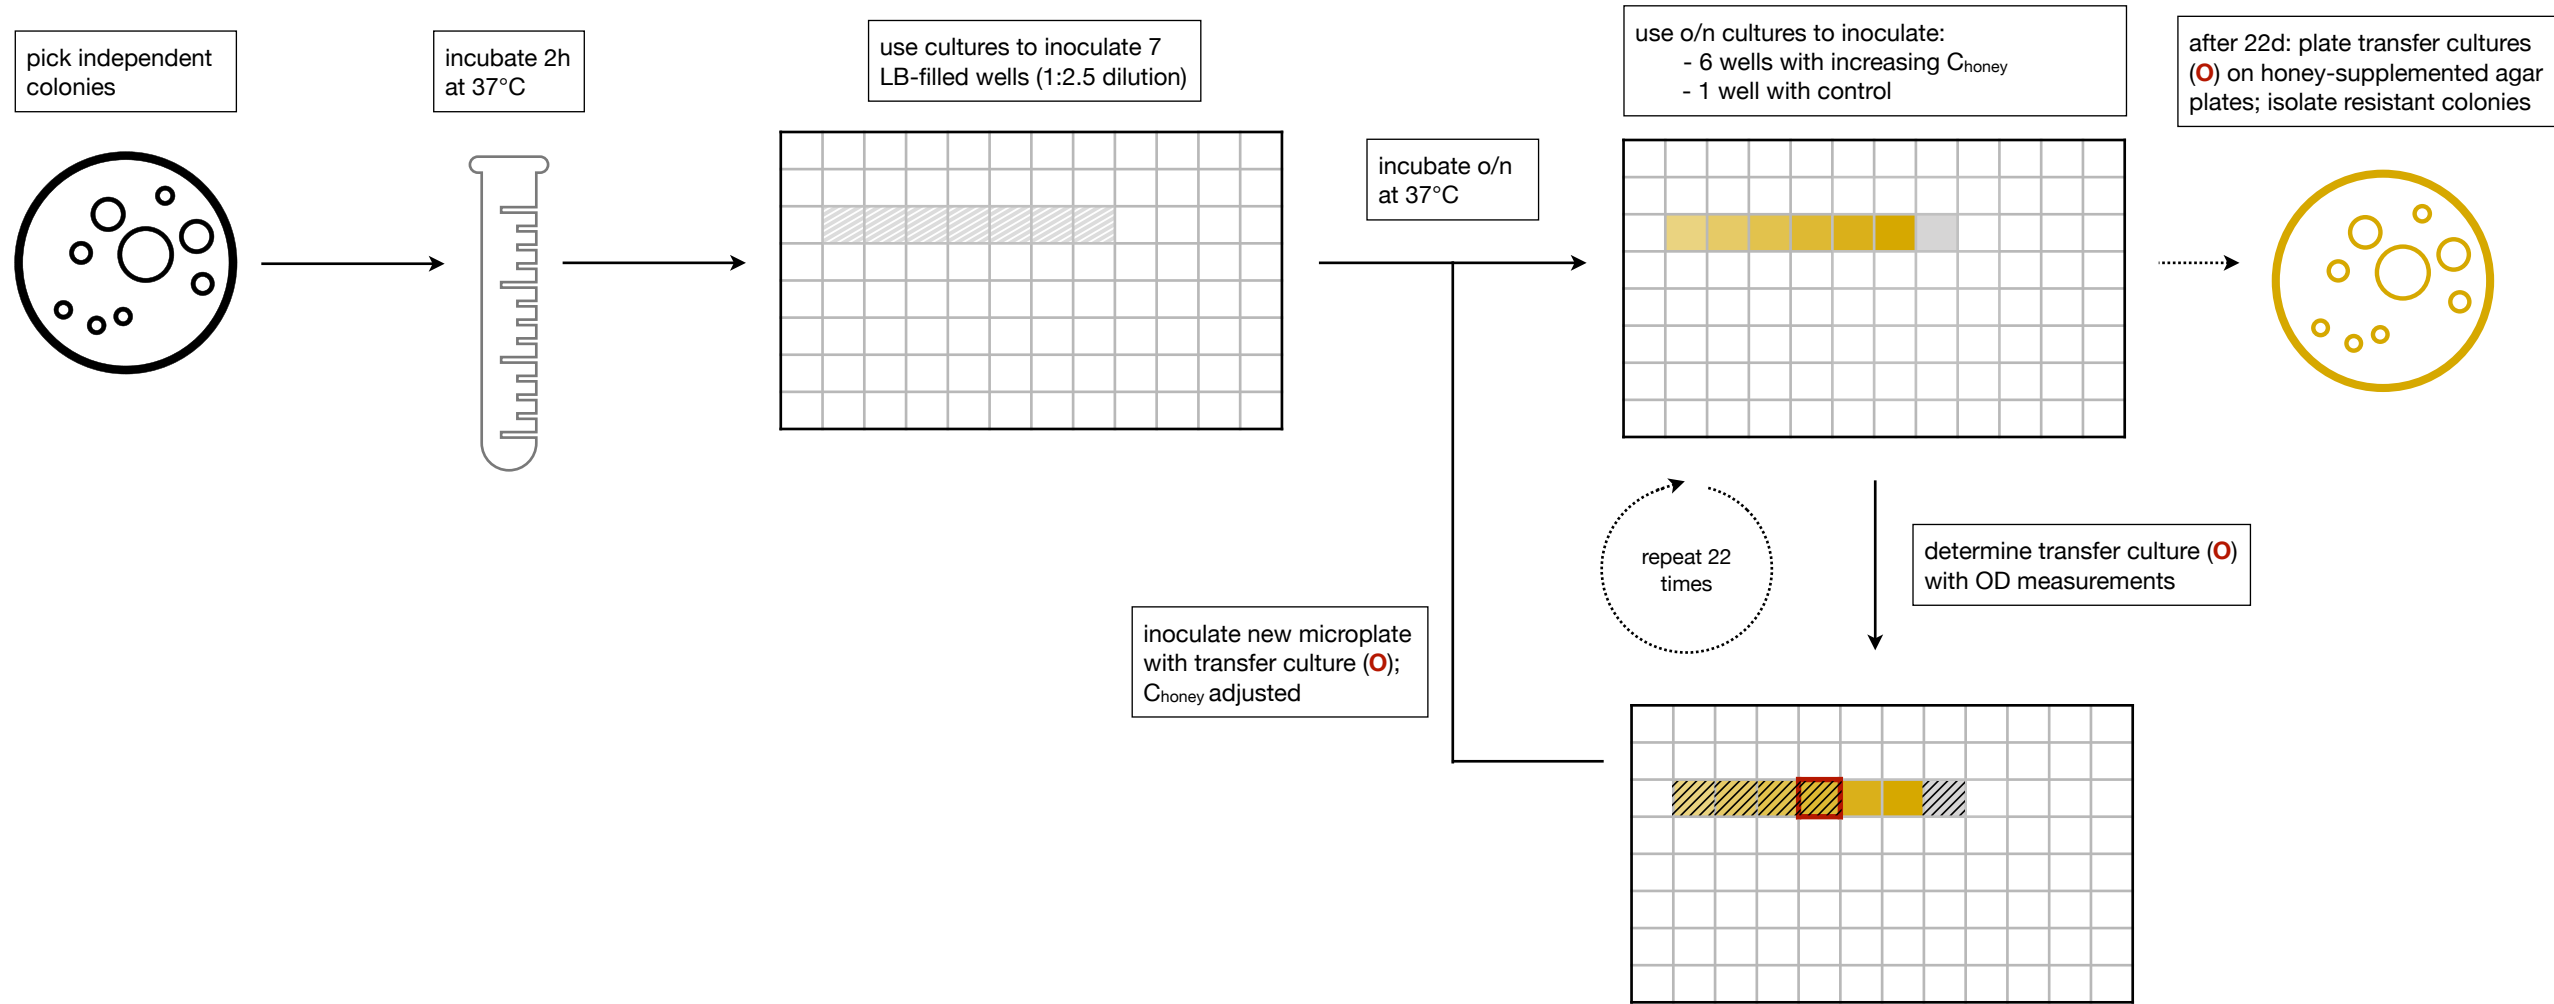 pick independent
colonies
incubate 2h
at 37°C
use cultures to inoculate 7
LB-filled wells (1:2.5 dilution)
incubate o/n
at 37°C
use o/n cultures to inoculate:
- 6 wells with increasing Choney
- 1 well with control
after 22d: plate transfer cultures
(O) on honey-supplemented agar
plates; isolate resistant colonies
repeat 22
times
determine transfer culture (O)
with OD measurements
inoculate new microplate
with transfer culture (O);
Choney adjusted